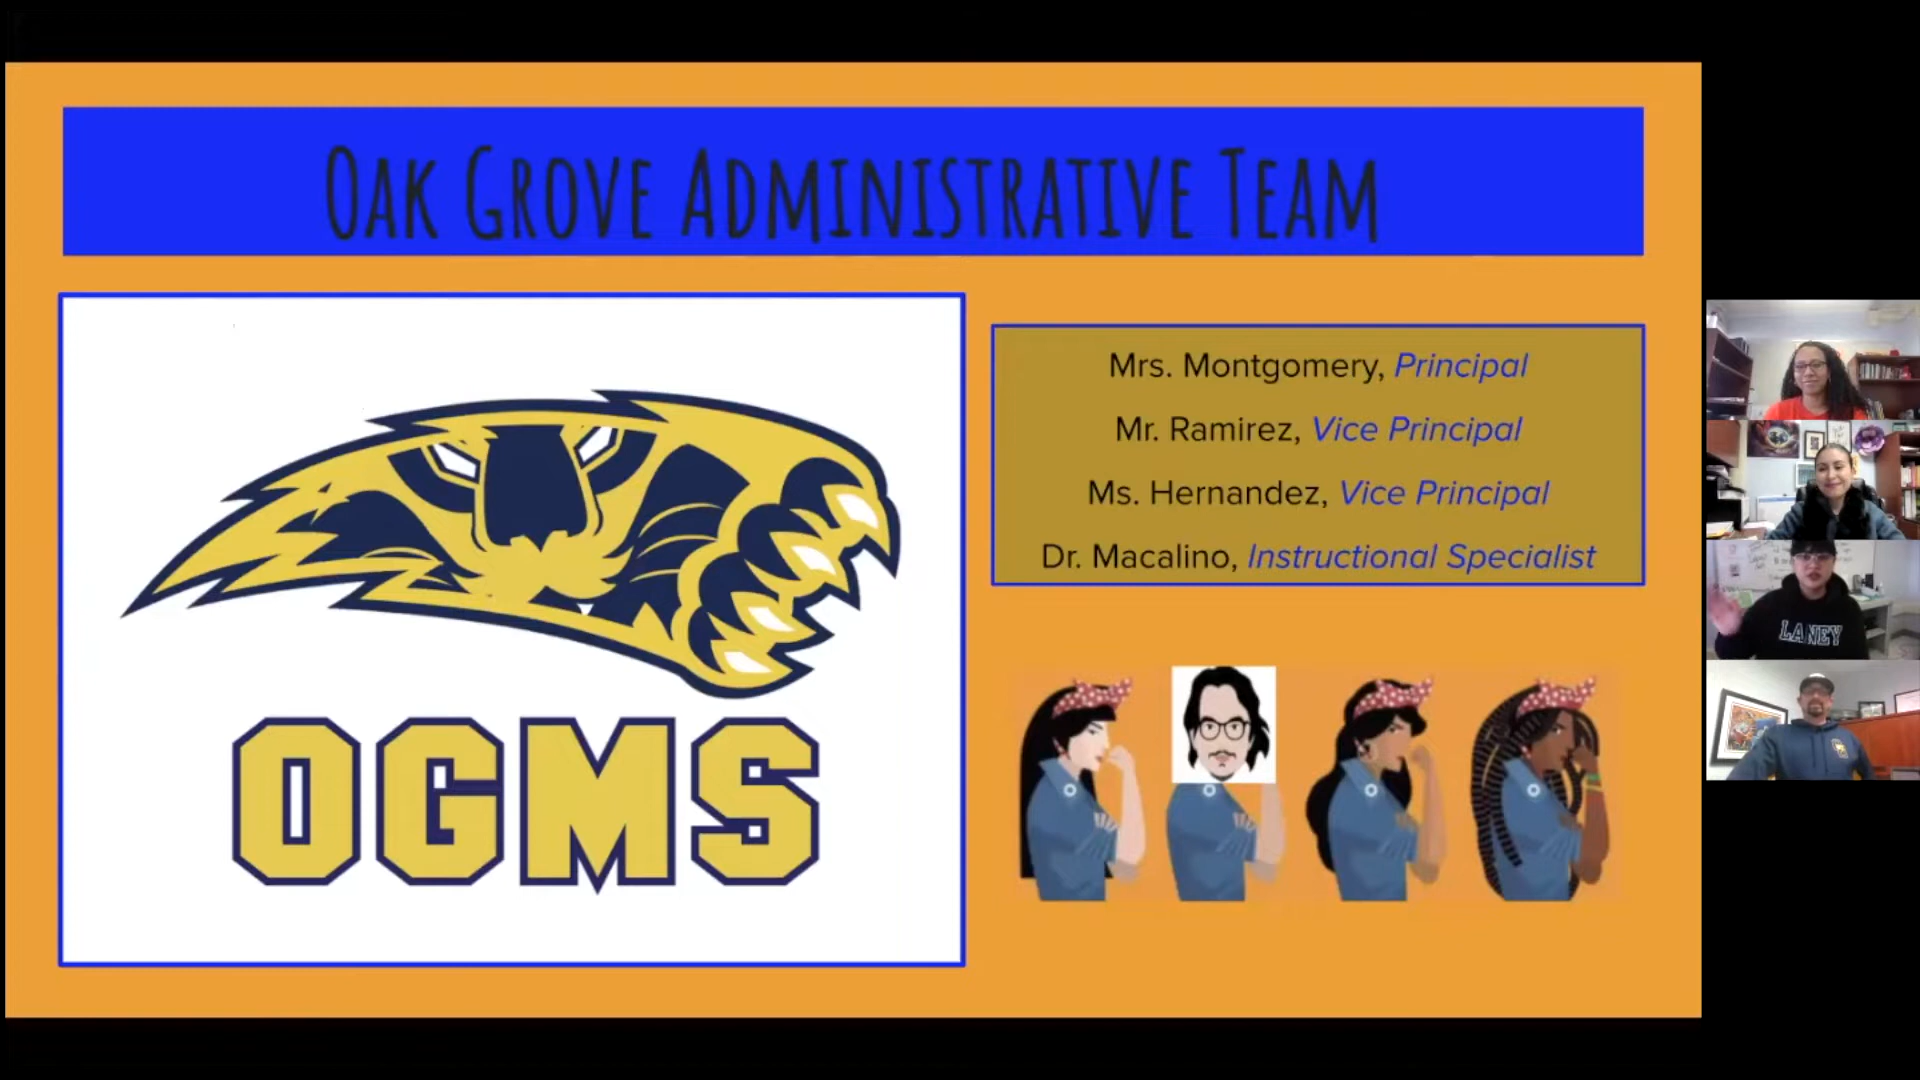 Oak Grove Administrative Team
Mrs. Montgomery, Principal
Mr. Ramirez, Vice Principal
Ms. Hernandez, Vice Principal
Dr. Macalino, Instructional Specialist
OGMS
LANEY